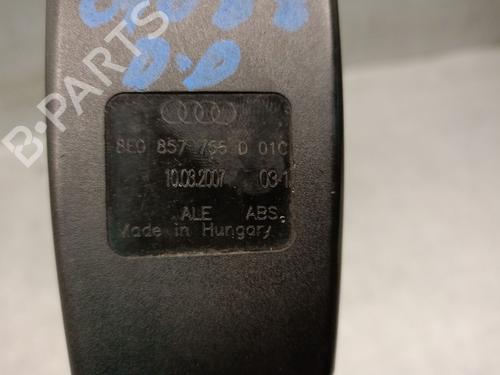 B-PARTS
8E0 857 755 D 01C
10.03.2007 03-1
ALE ABS.
Made in Hungary